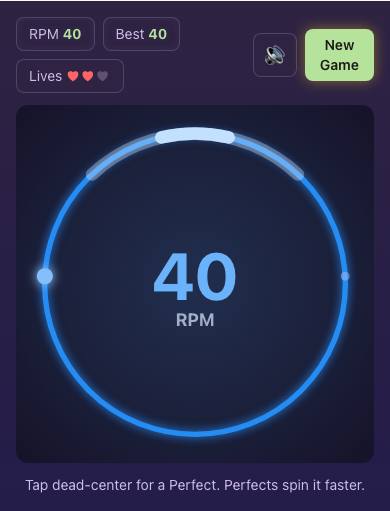 RPM 40
Best 40
Lives
New
Game
40
RPM
Tap dead-center for a Perfect. Perfects spin it faster.